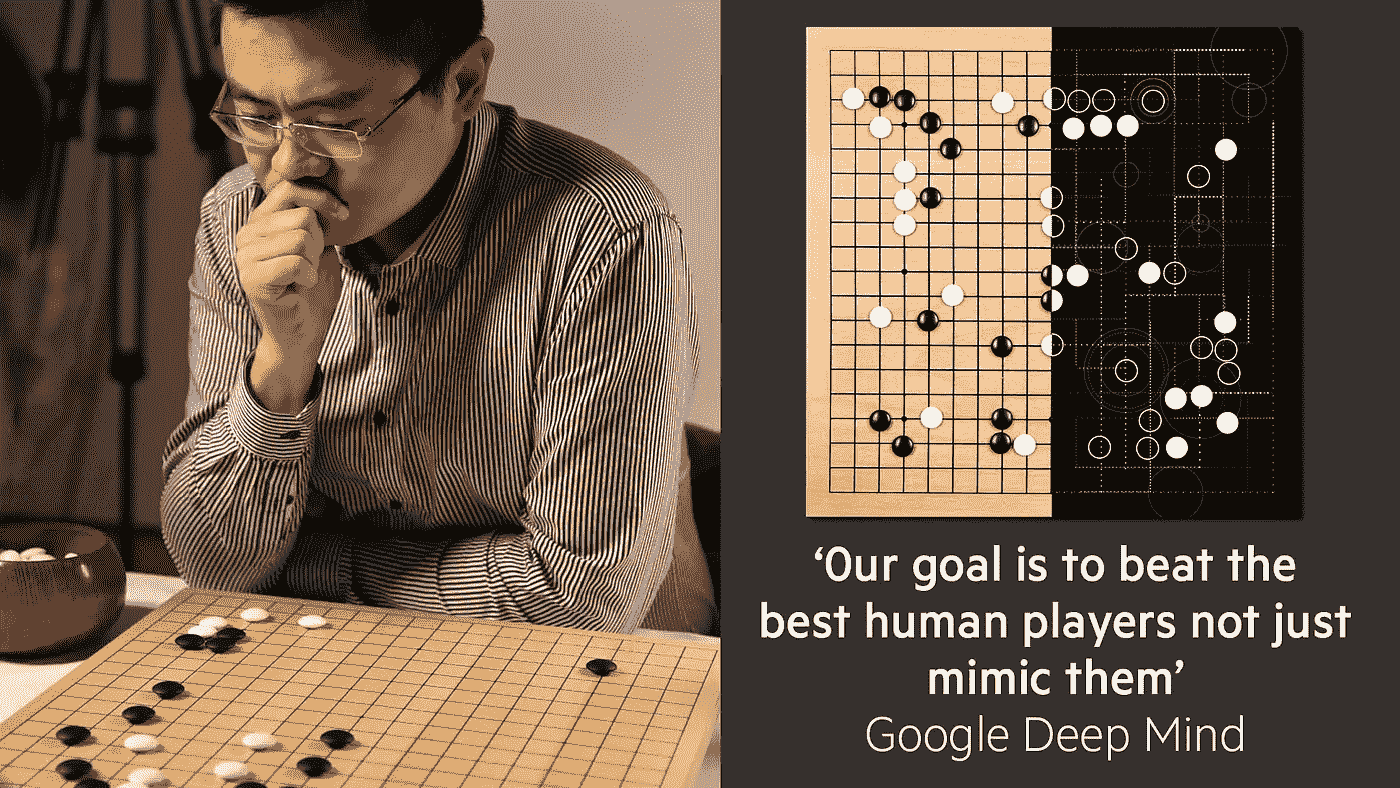 ‘Our goal is to beat the
best human players not just
mimic them’
Google Deep Mind